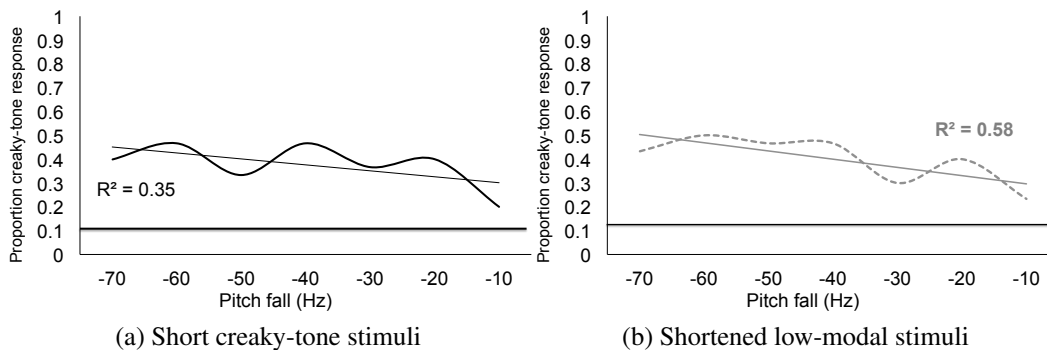 Proportion creaky-tone response
1
0.9
0.8
0.7
0.6
0.5
0.4
0.3
0.2
0.1
0
R² = 0.35
-70 -60 -50 -40 -30 -20 -10
Pitch fall (Hz)
(a) Short creaky-tone stimuli
Proportion creaky-tone response
1
0.9
0.8
0.7
0.6
0.5
0.4
0.3
0.2
0.1
0
R² = 0.58
-70 -60 -50 -40 -30 -20 -10
Pitch fall (Hz)
(b) Shortened low-modal stimuli